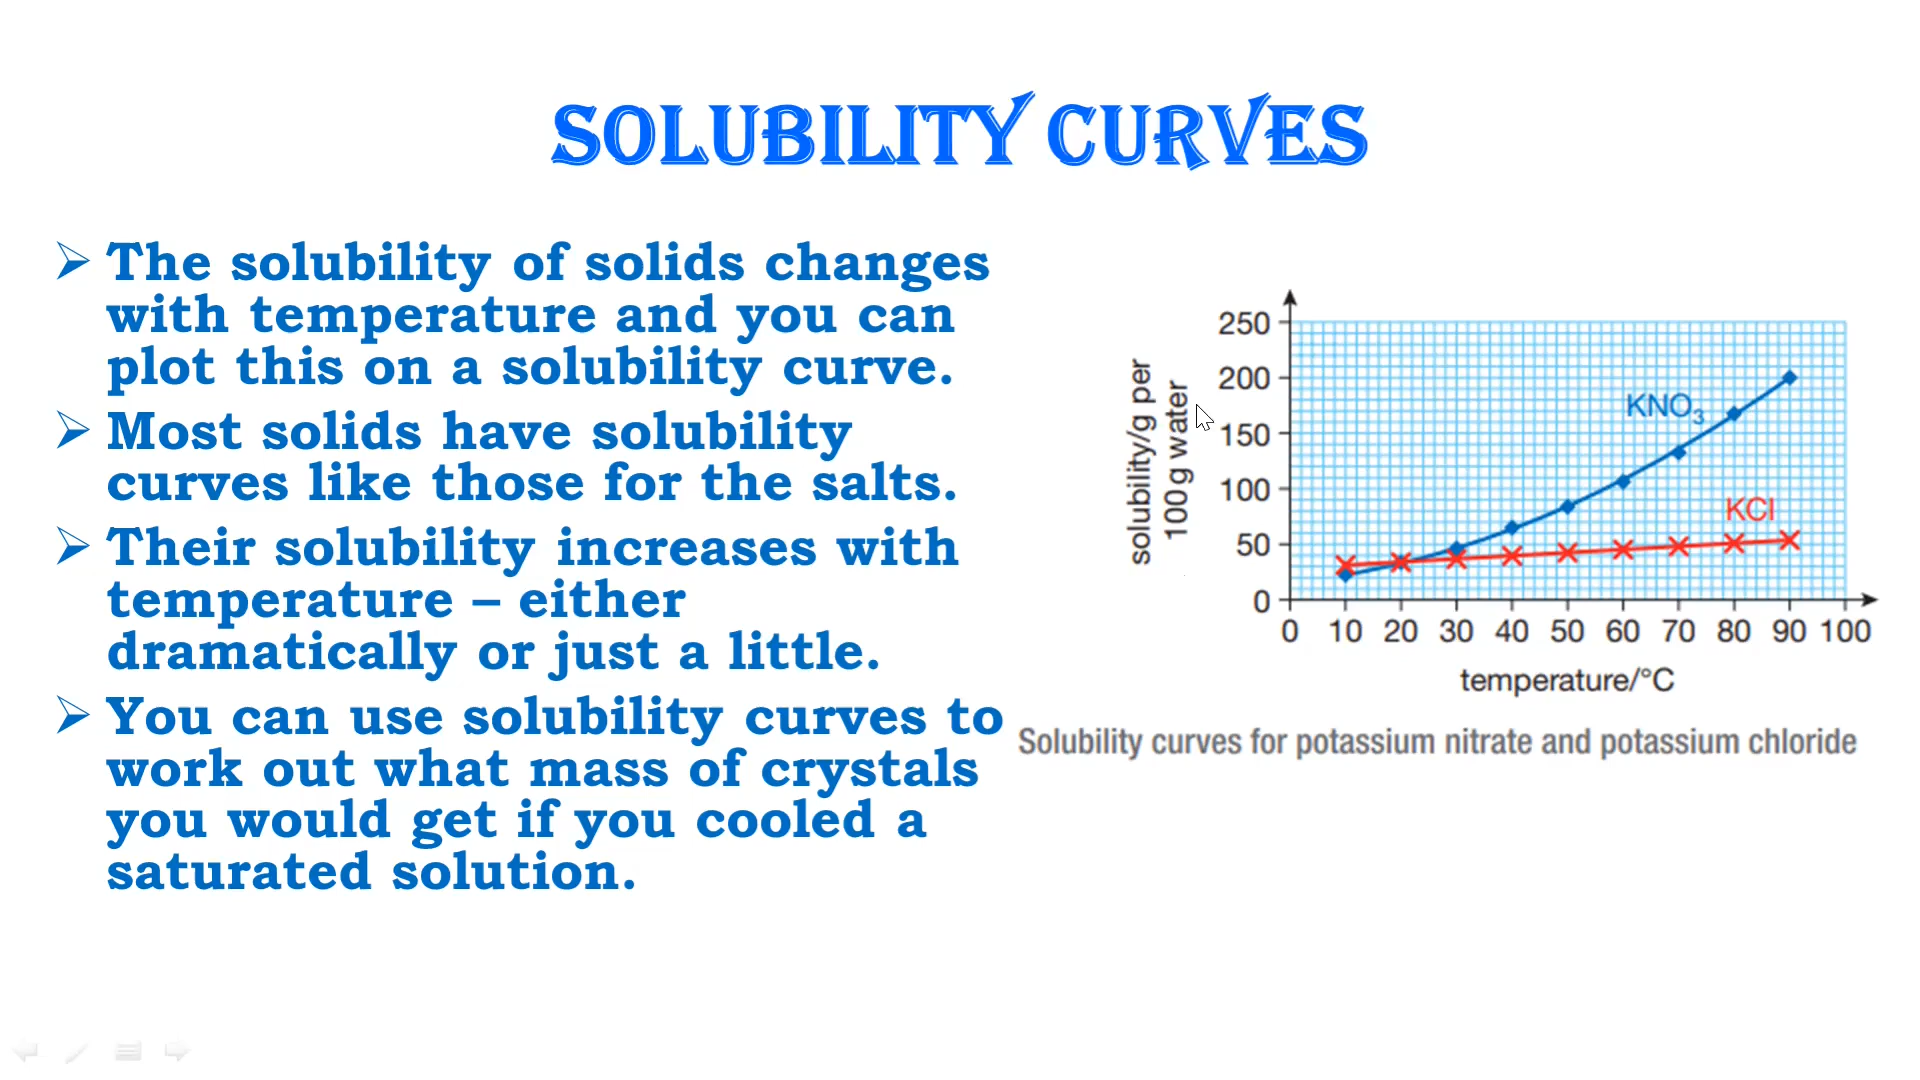 SOLUBILITY CURVES
The solubility of solids changes
with temperature and you can
plot this on a solubility curve.
Most solids have solubility
curves like those for the salts.
Their solubility increases with
temperature – either
dramatically or just a little.
You can use solubility curves to
work out what mass of crystals
you would get if you cooled a
saturated solution.
solubility/g per
100g water
250
200
150
100
50
0
KNO₃
KCl
0 10 20 30 40 50 60 70 80 90 100
temperature/°C
Solubility curves for potassium nitrate and potassium chloride